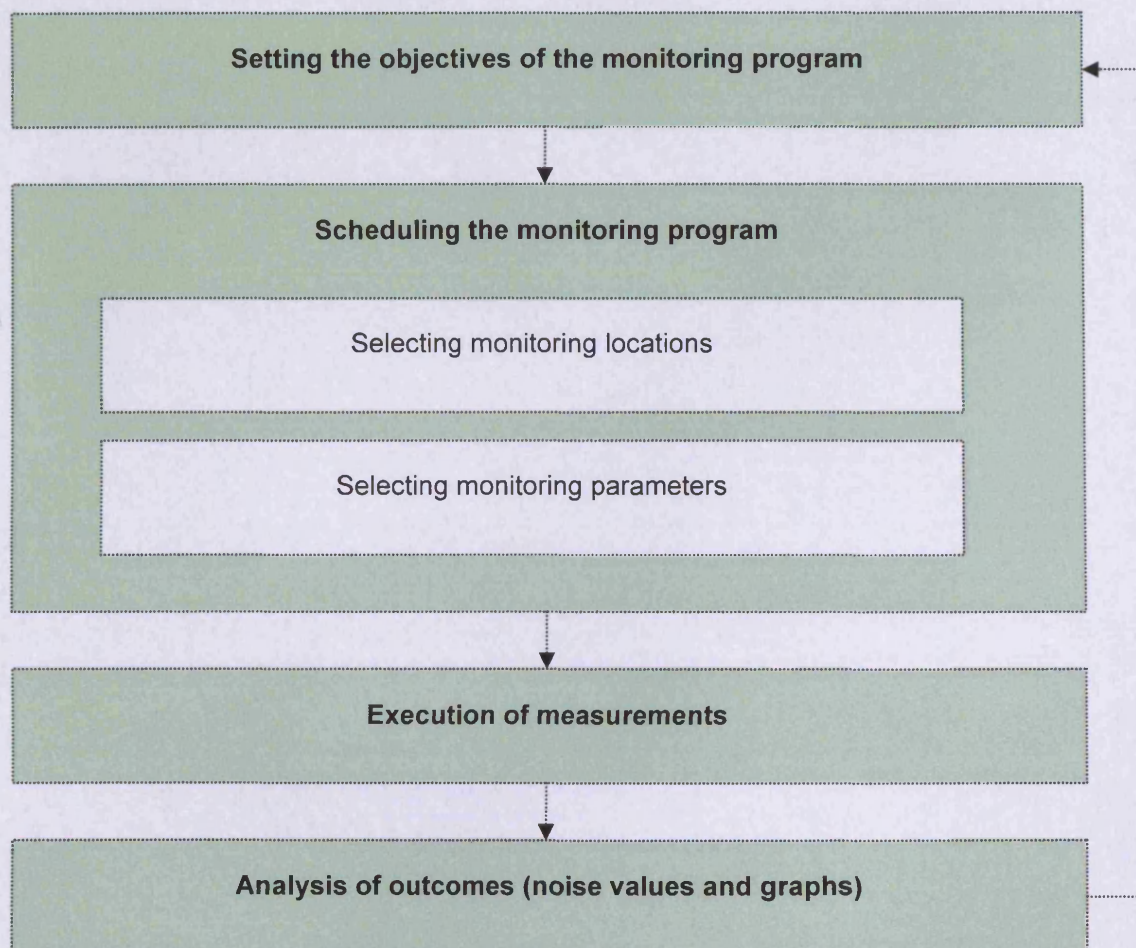 Setting the objectives of the monitoring program
Scheduling the monitoring program
Selecting monitoring locations
Selecting monitoring parameters
Execution of measurements
Analysis of outcomes (noise values and graphs)